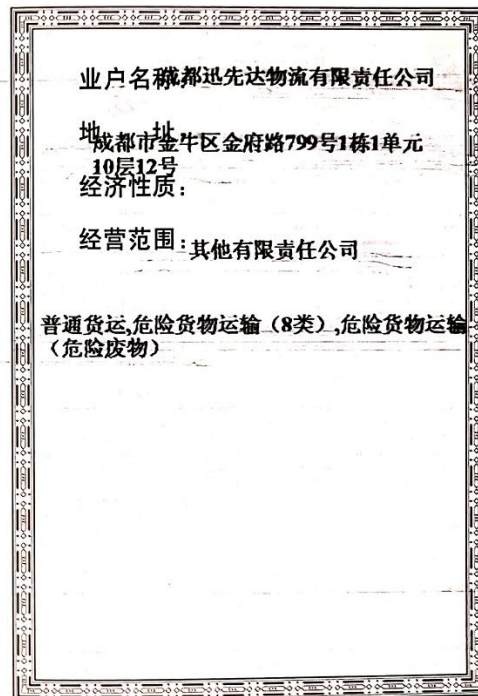 业户名称:成都迅先达物流有限责任公司
地 址:成都市金牛区金府路799号1栋1单元
10层12号
经济性质:
经营范围:其他有限责任公司
普通货运,危险货物运输(8类),危险货物运输
(危险废物)